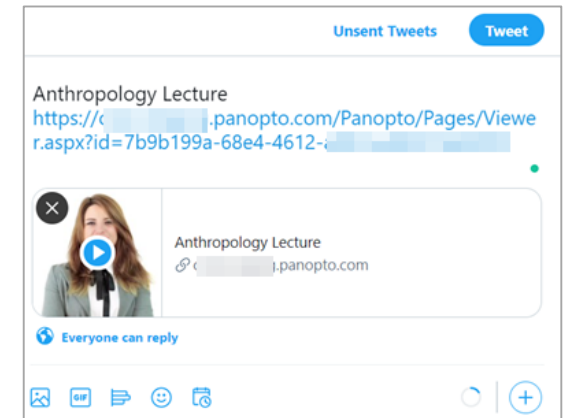 Unsent Tweets Tweet
Anthropology Lecture
https:// .panopto.com/Panopto/Pages/Viewe
r.aspx?id=7b9b199a-68e4-4612-
Anthropology Lecture
.panopto.com
Everyone can reply
GIF